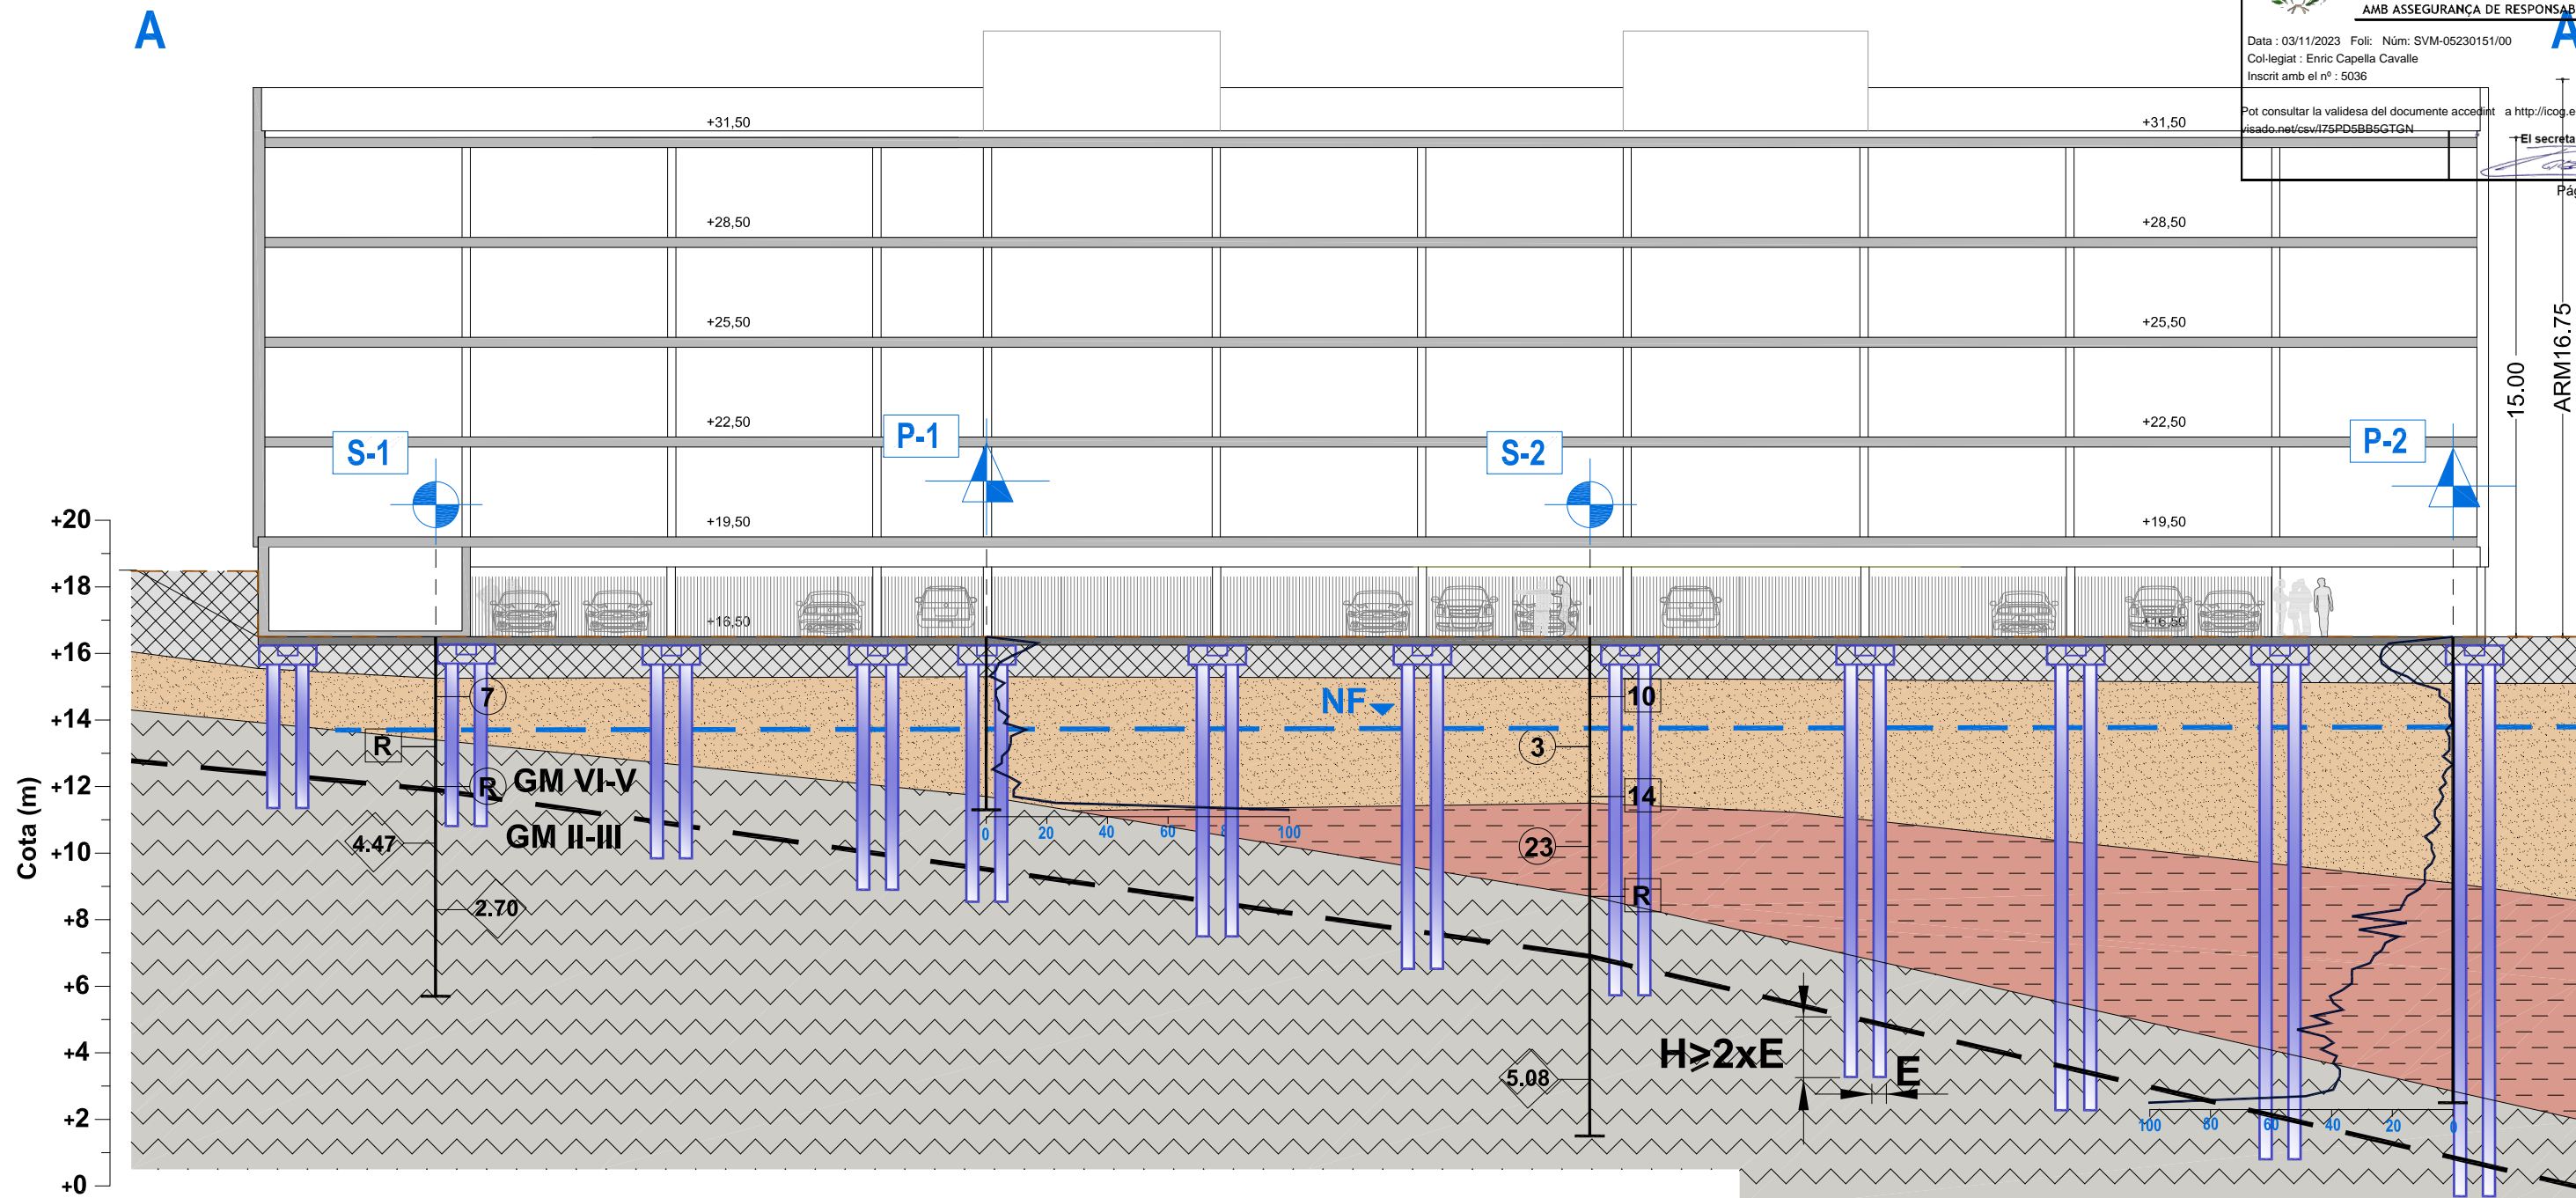 A
AMB ASSEGURANÇA DE RESPONSAB
A
Data : 03/11/2023 Foli: Núm: SVM-05230151/00
Col·legiat : Enric Capella Cavalle
Inscrit amb el nº : 5036
Pot consultar la validesa del documente accedint a http://icog.e
visado.net/csv/I75PD5BB5GTGN
El secreta
Pág
+31,50
+31,50
+28,50
+28,50
+25,50
+25,50
ARM16.75
15.00
+22,50
+22,50
S-1
P-1
S-2
P-2
+19,50
+19,50
+16,50
+16,50
Cota (m)
+20
+18
+16
+14
+12
+10
+8
+6
+4
+2
+0
7
10
NF
R
3
R
GM VI-V
14
GM II-III
0 20 40 60 80 100
4.47
23
2.70
R
H≥2xE
E
5.08
100 80 60 40 20 0